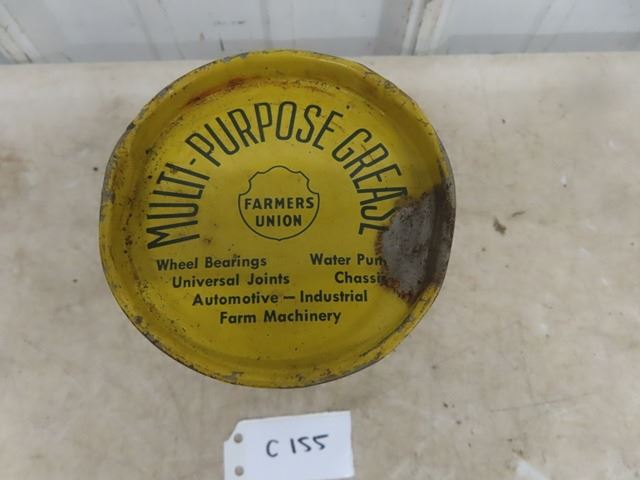 MULTI-PURPOSE GREASE
FARMERS
UNION
Wheel Bearings Water Pum
Universal Joints Chassi
Automotive — Industrial
Farm Machinery
C 155